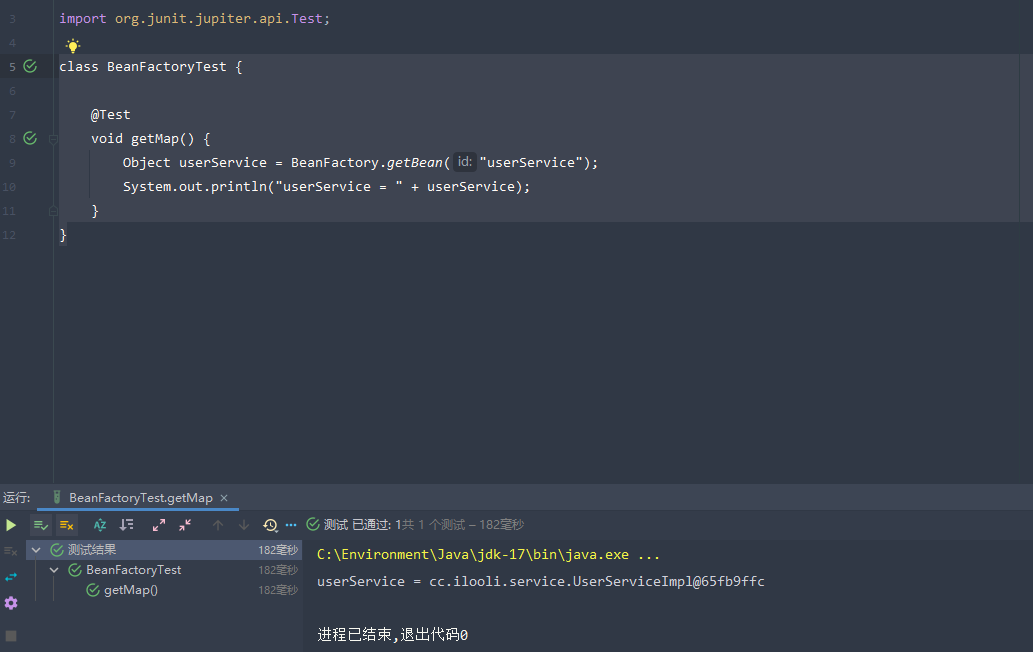 3 import org.junit.jupiter.api.Test;
4
5 class BeanFactoryTest {
6
7 @Test
8 void getMap() {
9 Object userService = BeanFactory.getBean( id: "userService");
10 System.out.println("userService = " + userService);
11 }
12 }
运行: BeanFactoryTest.getMap ×
测试 已通过: 1共 1 个测试 – 182毫秒
测试结果 182毫秒
BeanFactoryTest 182毫秒
getMap() 182毫秒
C:\Environment\Java\jdk-17\bin\java.exe ...
userService = cc.ilooli.service.UserServiceImpl@65fb9ffc
进程已结束,退出代码0